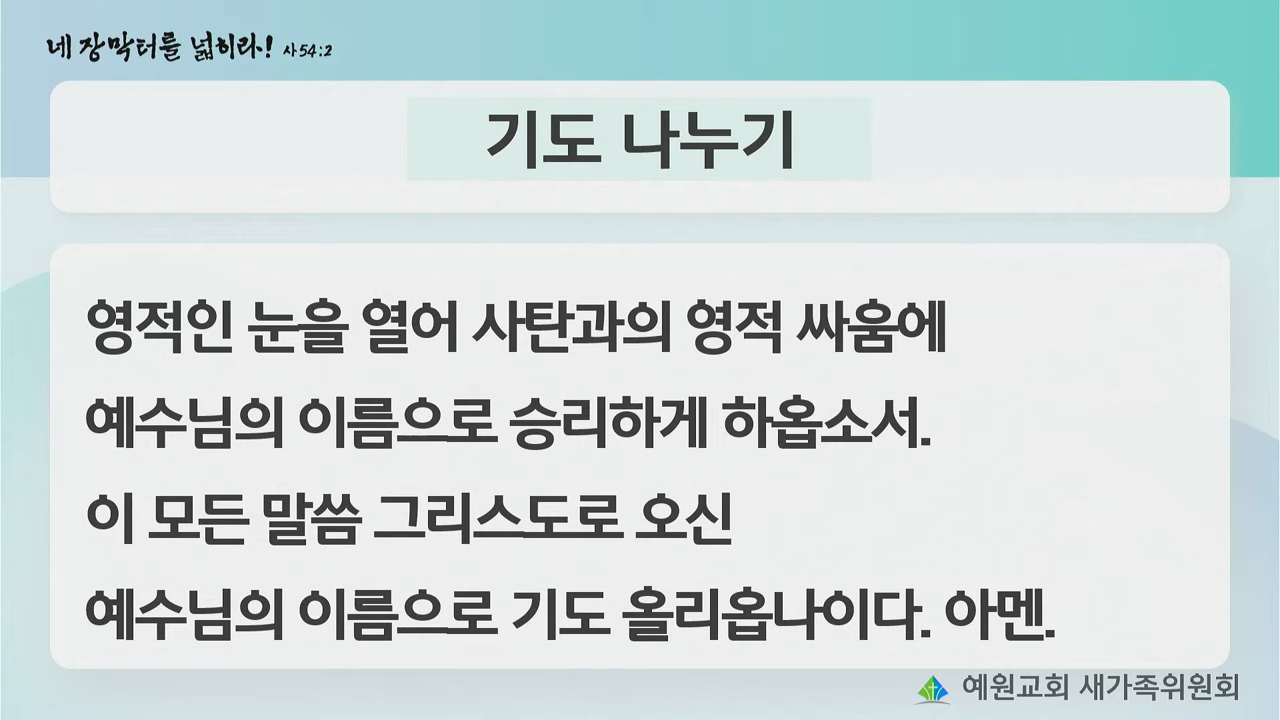 네 장막터를 넓히라! 사54:2
기도 나누기
영적인 눈을 열어 사탄과의 영적 싸움에
예수님의 이름으로 승리하게 하옵소서.
이 모든 말씀 그리스도로 오신
예수님의 이름으로 기도 올리옵나이다. 아멘.
예원교회 새가족위원회